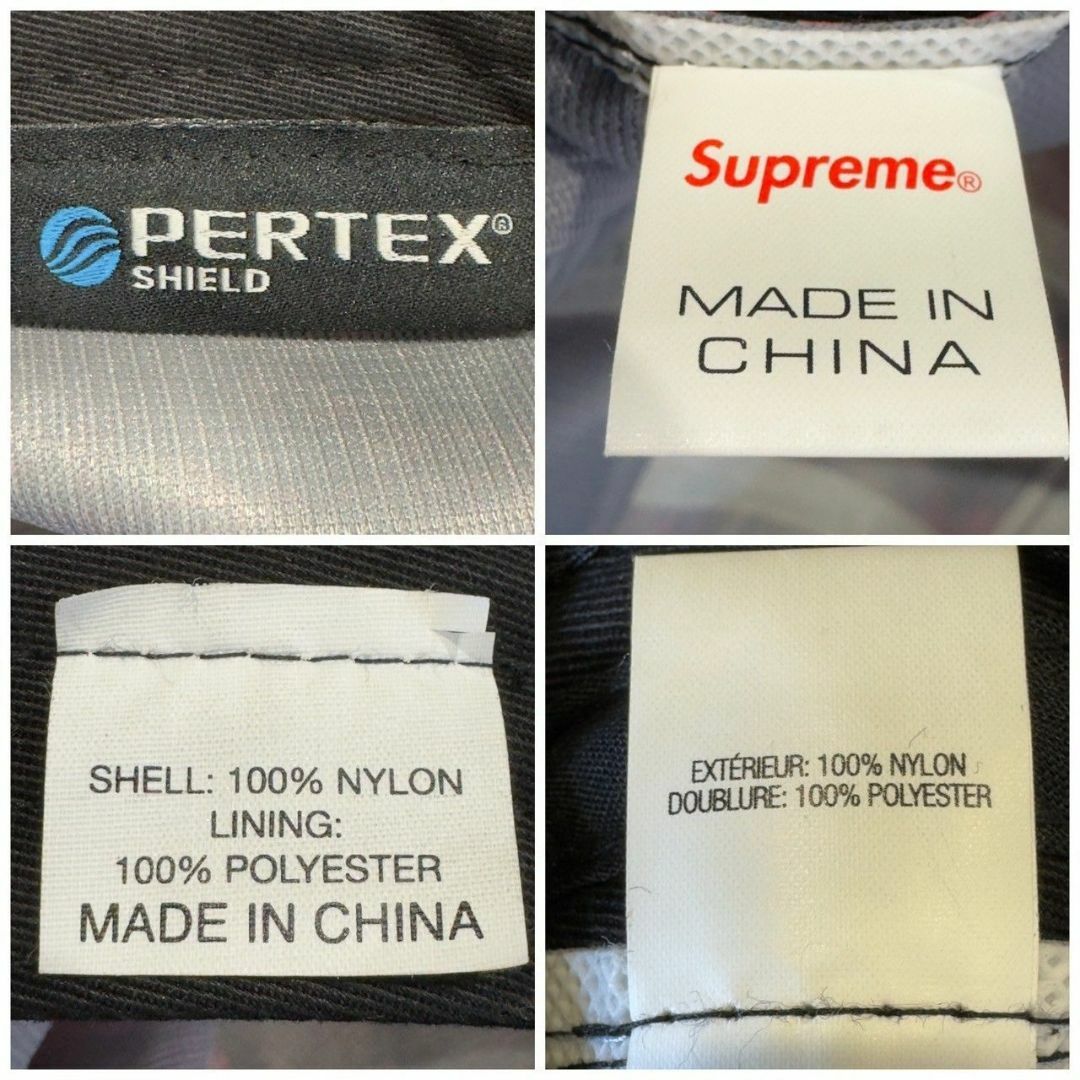 PERTEX®
SHIELD
Supreme®
MADE IN
CHINA
SHELL: 100% NYLON
LINING:
100% POLYESTER
MADE IN CHINA
EXTÉRIEUR: 100% NYLON
DOUBLURE: 100% POLYESTER